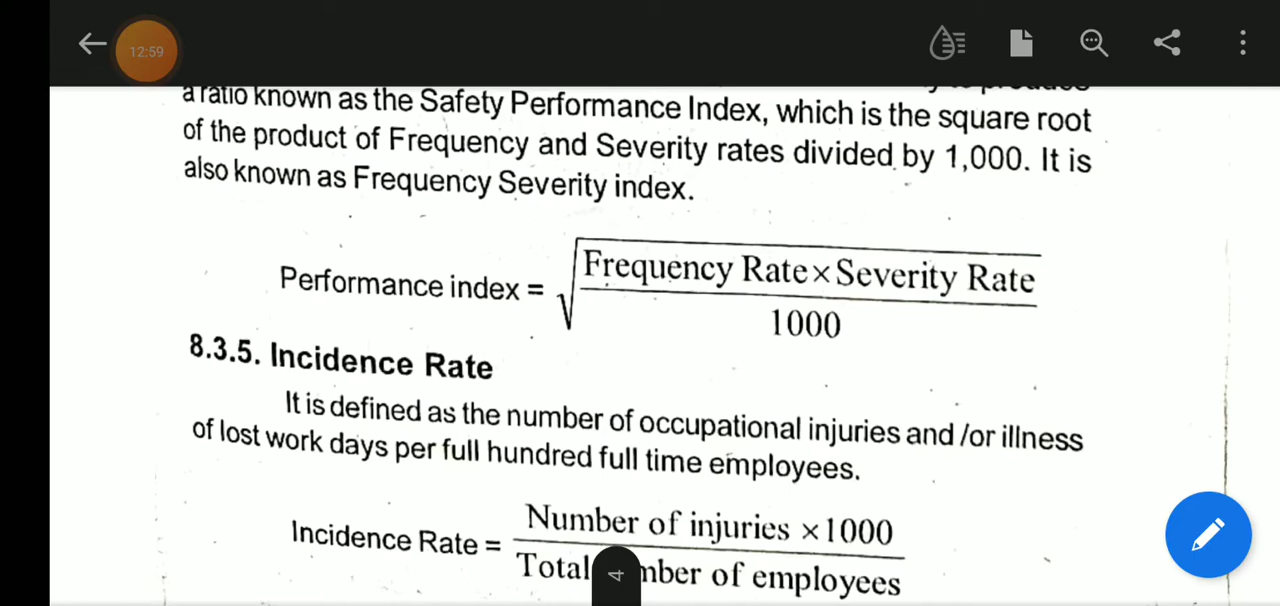 12:59
a ratio known as the Safety Performance Index, which is the square root
of the product of Frequency and Severity rates divided by 1,000. It is
also known as Frequency Severity index.
Performance index = √ Frequency Rate × Severity Rate
1000
8.3.5. Incidence Rate
It is defined as the number of occupational injuries and /or illness
of lost work days per full hundred full time employees.
Incidence Rate = Number of injuries ×1000
Total of employees
4